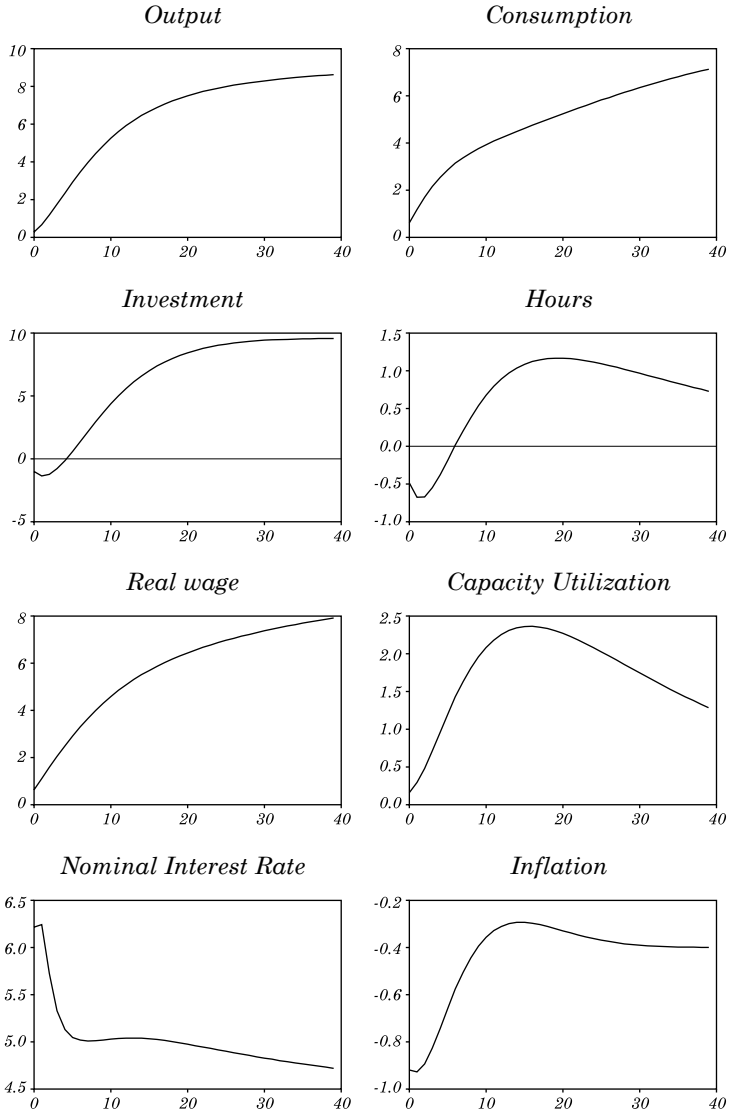 Output
10
8
6
4
2
0
0 10 20 30 40
Consumption
8
6
4
2
0
0 10 20 30 40
Investment
10
5
0
-5
0 10 20 30 40
Hours
1.5
1.0
0.5
0.0
-0.5
-1.0
0 10 20 30 40
Real wage
8
6
4
2
0
0 10 20 30 40
Capacity Utilization
2.5
2.0
1.5
1.0
0.5
0.0
0 10 20 30 40
Nominal Interest Rate
6.5
6.0
5.5
5.0
4.5
0 10 20 30 40
Inflation
-0.2
-0.4
-0.6
-0.8
-1.0
0 10 20 30 40